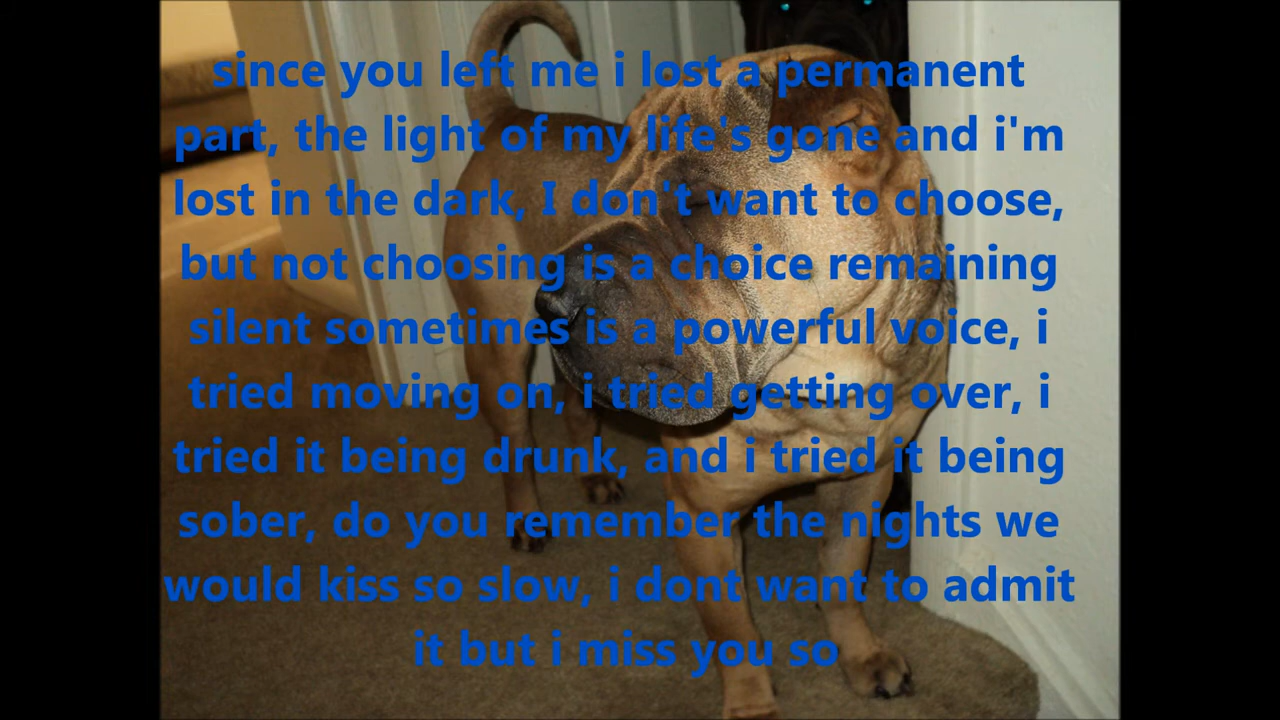 since you left me i lost a permanent
part, the light of my life's gone and i'm
lost in the dark, I don't want to choose,
but not choosing is a choice remaining
silent sometimes is a powerful voice, i
tried moving on, i tried getting over, i
tried it being drunk, and i tried it being
sober, do you remember the nights we
would kiss so slow, i dont want to admit
it but i miss you so